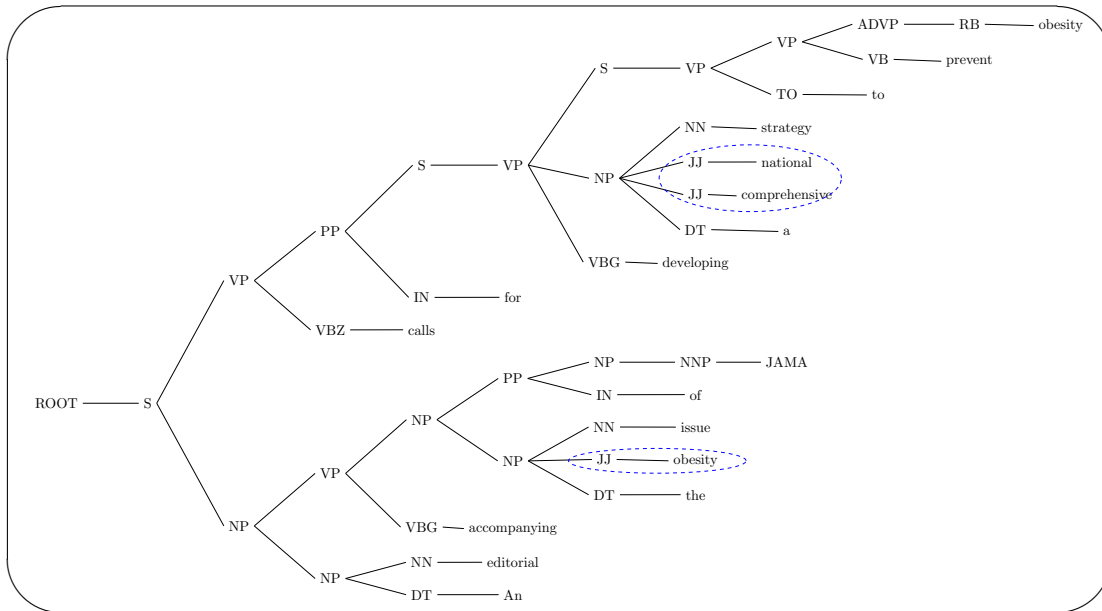 ADVP RB obesity
VP
VB prevent
S VP
TO to
NN strategy
S VP
JJ national
NP
JJ comprehensive
PP
DT a
VBG developing
VP
IN for
VBZ calls
NP NNP JAMA
PP
IN of
ROOT S
NP
NN issue
NP JJ obesity
VP
DT the
NP
VBG accompanying
NN editorial
NP
DT An